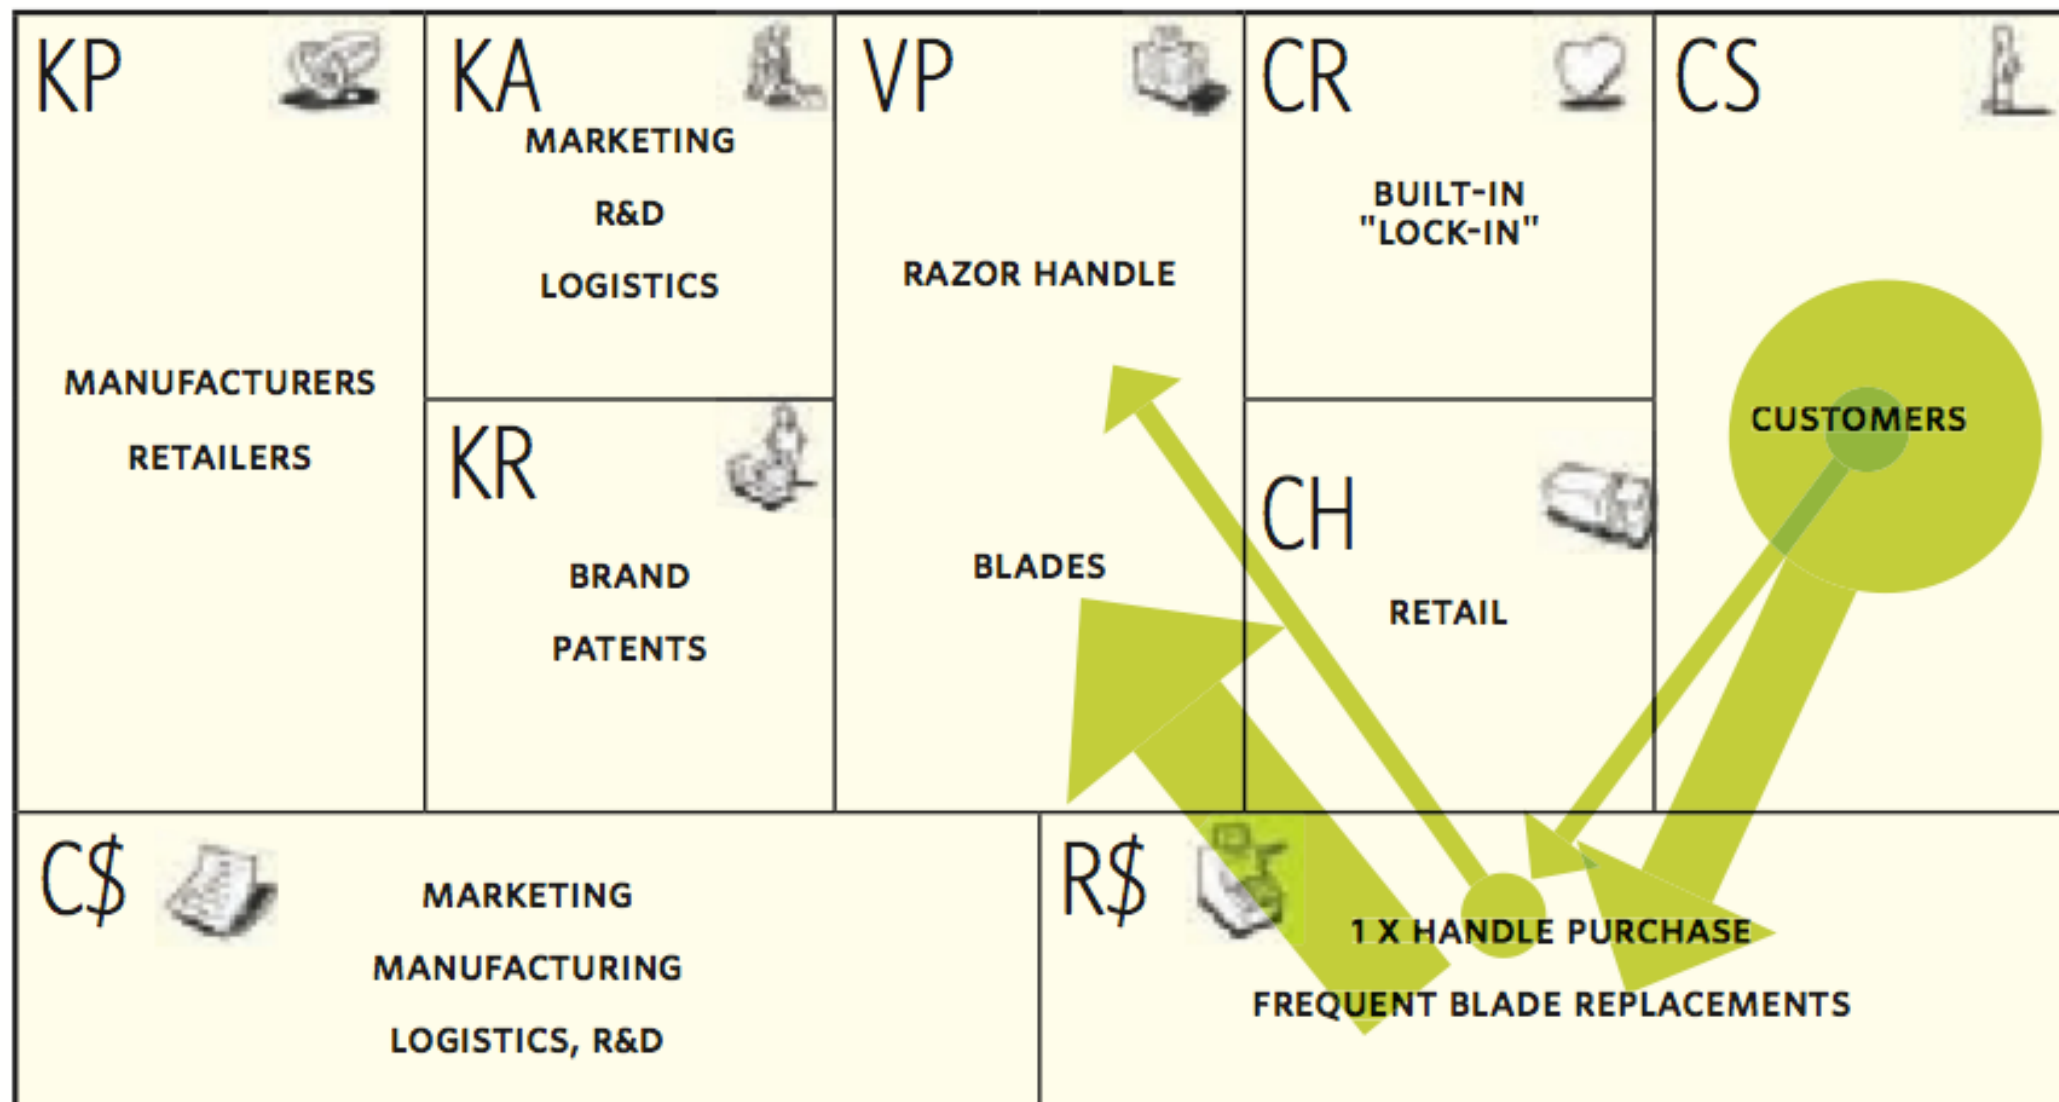 KP
MANUFACTURERS
RETAILERS
KA
MARKETING
R&D
LOGISTICS
KR
BRAND
PATENTS
VP
RAZOR HANDLE
BLADES
CR
BUILT-IN
"LOCK-IN"
CH
RETAIL
CS
CUSTOMERS
C$
MARKETING
MANUFACTURING
LOGISTICS, R&D
R$
1 X HANDLE PURCHASE
FREQUENT BLADE REPLACEMENTS